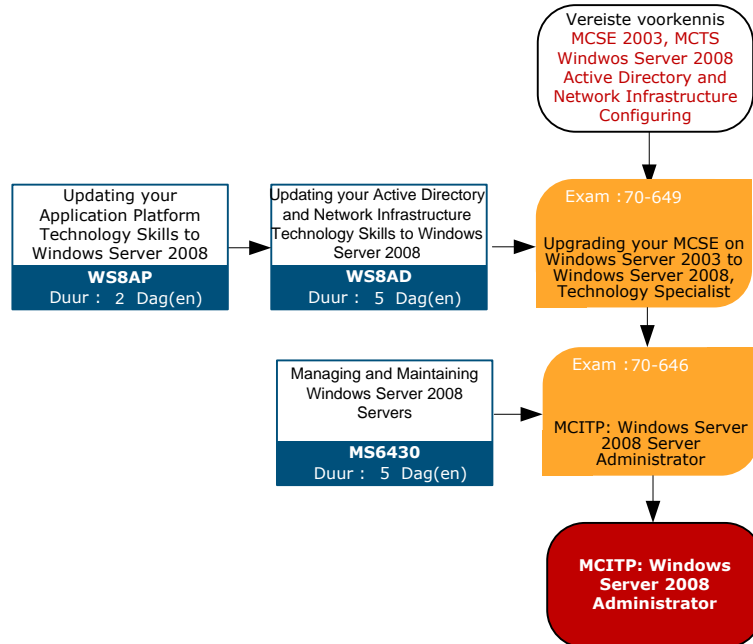 Vereiste voorkennis
MCSE 2003, MCTS
Windwos Server 2008
Active Directory and
Network Infrastructure
Configuring
Updating your
Application Platform
Technology Skills to
Windows Server 2008
WS8AP
Duur : 2 Dag(en)
Updating your Active Directory
and Network Infrastructure
Technology Skills to Windows
Server 2008
WS8AD
Duur : 5 Dag(en)
Exam :70-649
Upgrading your MCSE on
Windows Server 2003 to
Windows Server 2008,
Technology Specialist
Managing and Maintaining
Windows Server 2008
Servers
MS6430
Duur : 5 Dag(en)
Exam :70-646
MCITP: Windows Server
2008 Server
Administrator
MCITP: Windows
Server 2008
Administrator